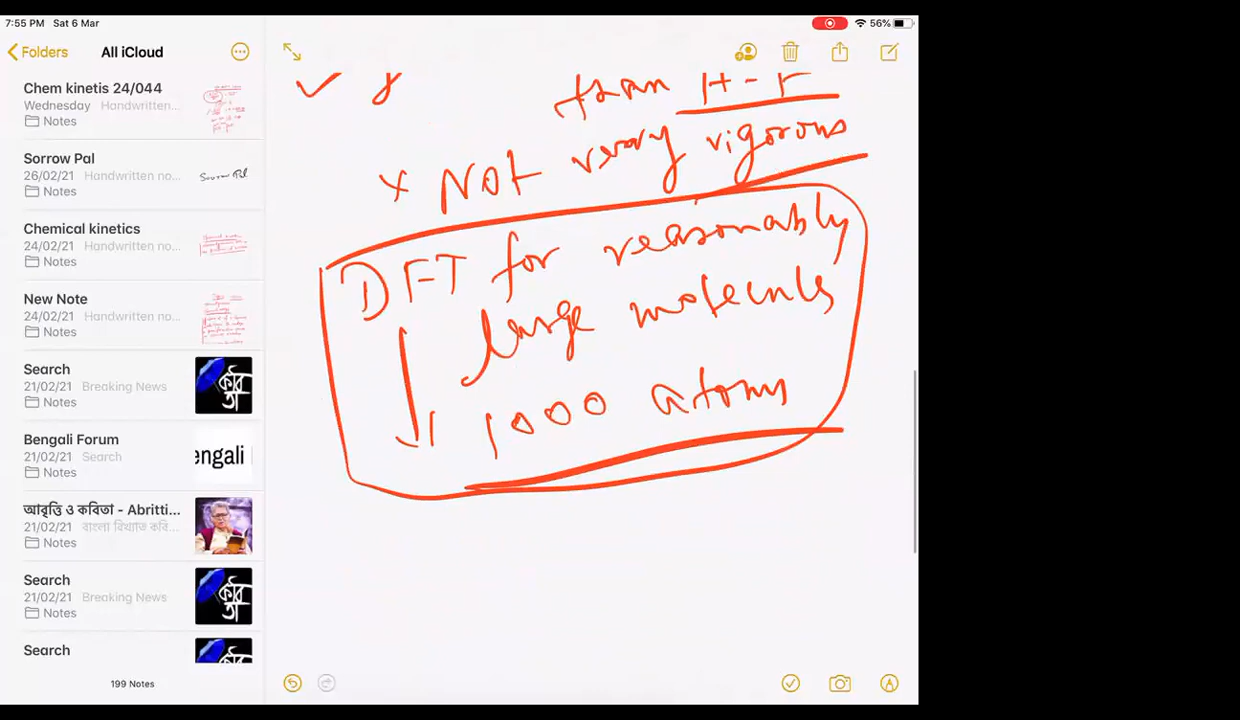 7:55 PM Sat 6 Mar
56%
Folders
All iCloud
Chem kinetis 24/044
Wednesday Handwritten...
Notes
Sorrow Pal
26/02/21 Handwritten no...
Notes
Sorrow Pal
Chemical kinetics
24/02/21 Handwritten no...
Notes
New Note
24/02/21 Handwritten no...
Notes
Search
21/02/21 Breaking News
Notes
Bengali Forum
21/02/21 Search
Notes
engali
আবৃত্তি ও কবিতা - Abritti...
21/02/21
Notes
Search
21/02/21 Breaking News
Notes
Search
199 Notes
than H-F
x Not very vigorous
DFT for reasonably
large molecules
1000 atoms